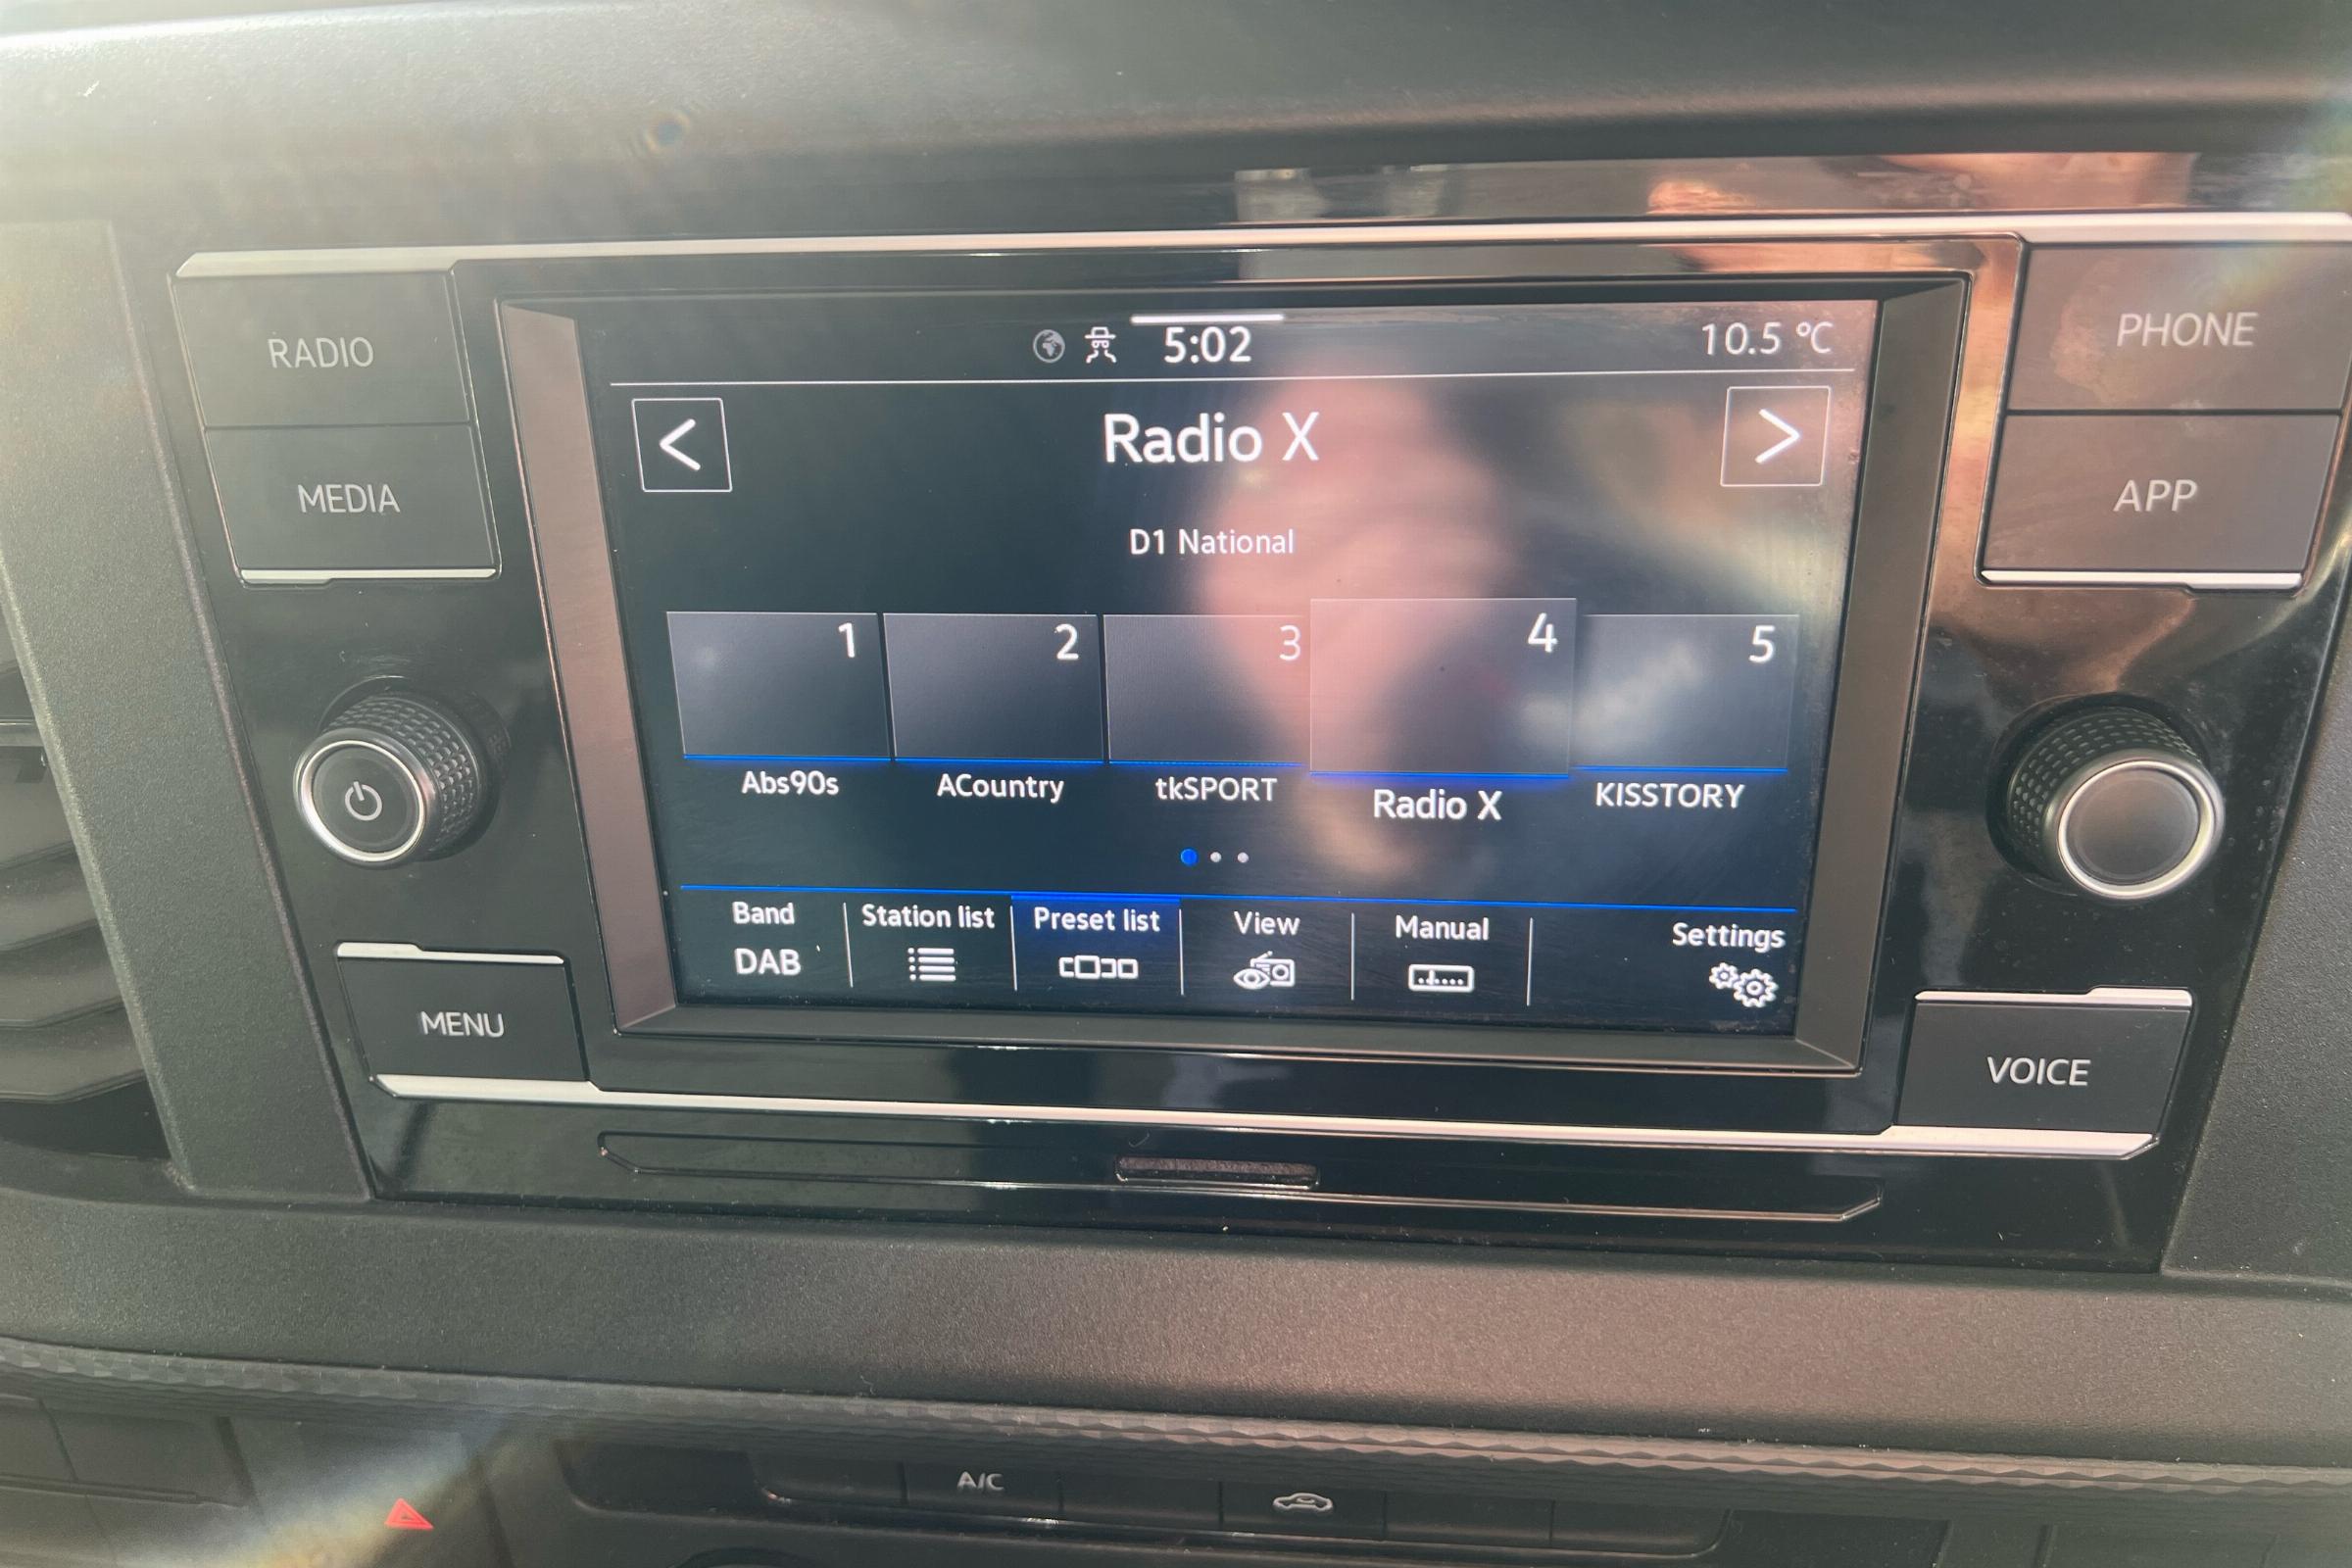 RADIO
MEDIA
MENU
PHONE
APP
VOICE
5:02
10.5 °C
<
Radio X
>
D1 National
1
2
3
4
5
Abs90s
ACountry
tkSPORT
Radio X
KISSTORY
Band
Station list
Preset list
View
Manual
Settings
DAB
A/C